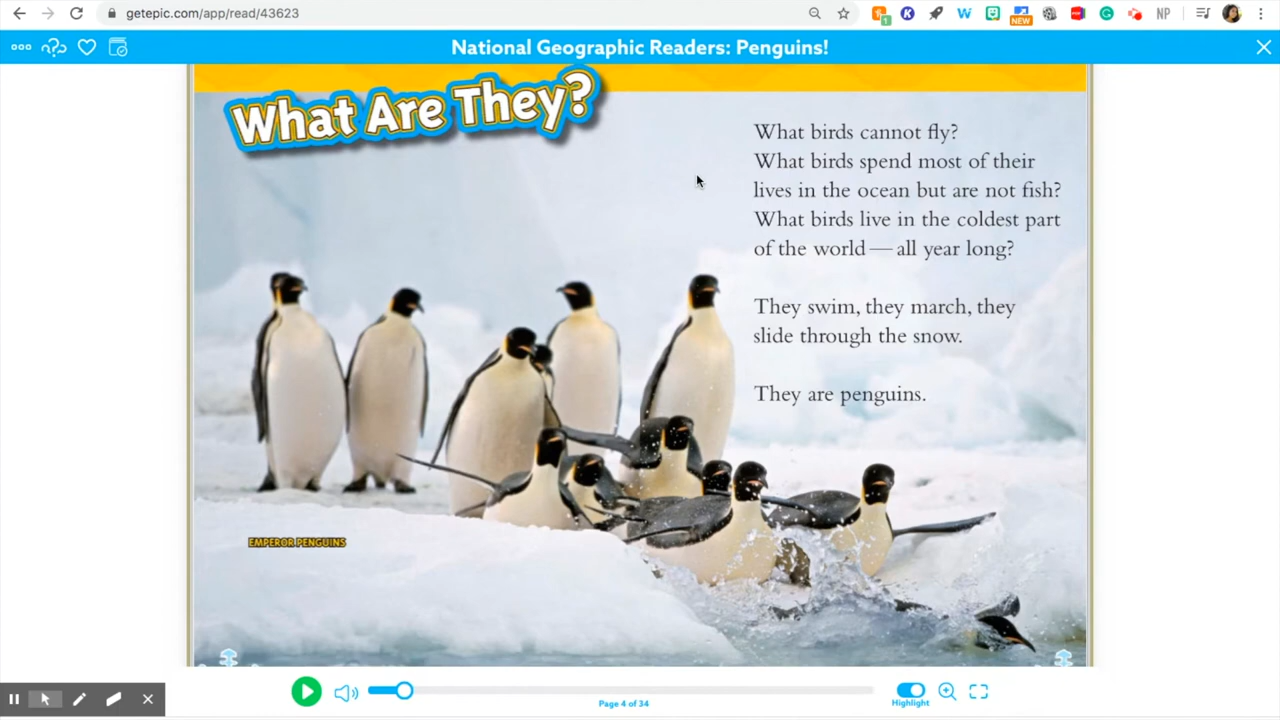 getepic.com/app/read/43623
1
NEW
NP
National Geographic Readers: Penguins!
What Are They?
What birds cannot fly?
What birds spend most of their
lives in the ocean but are not fish?
What birds live in the coldest part
of the world — all year long?
They swim, they march, they
slide through the snow.
They are penguins.
EMPEROR PENGUINS
Page 4 of 34
Highlight